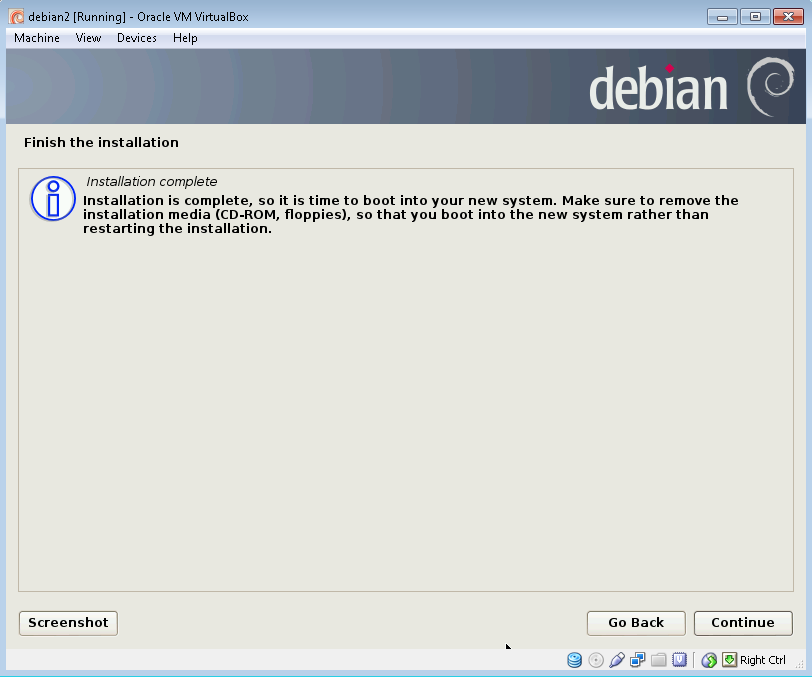 debian2 [Running] - Oracle VM VirtualBox
Machine View Devices Help
debian
Finish the installation
Installation complete
Installation is complete, so it is time to boot into your new system. Make sure to remove the
installation media (CD-ROM, floppies), so that you boot into the new system rather than
restarting the installation.
Screenshot Go Back Continue
Right Ctrl